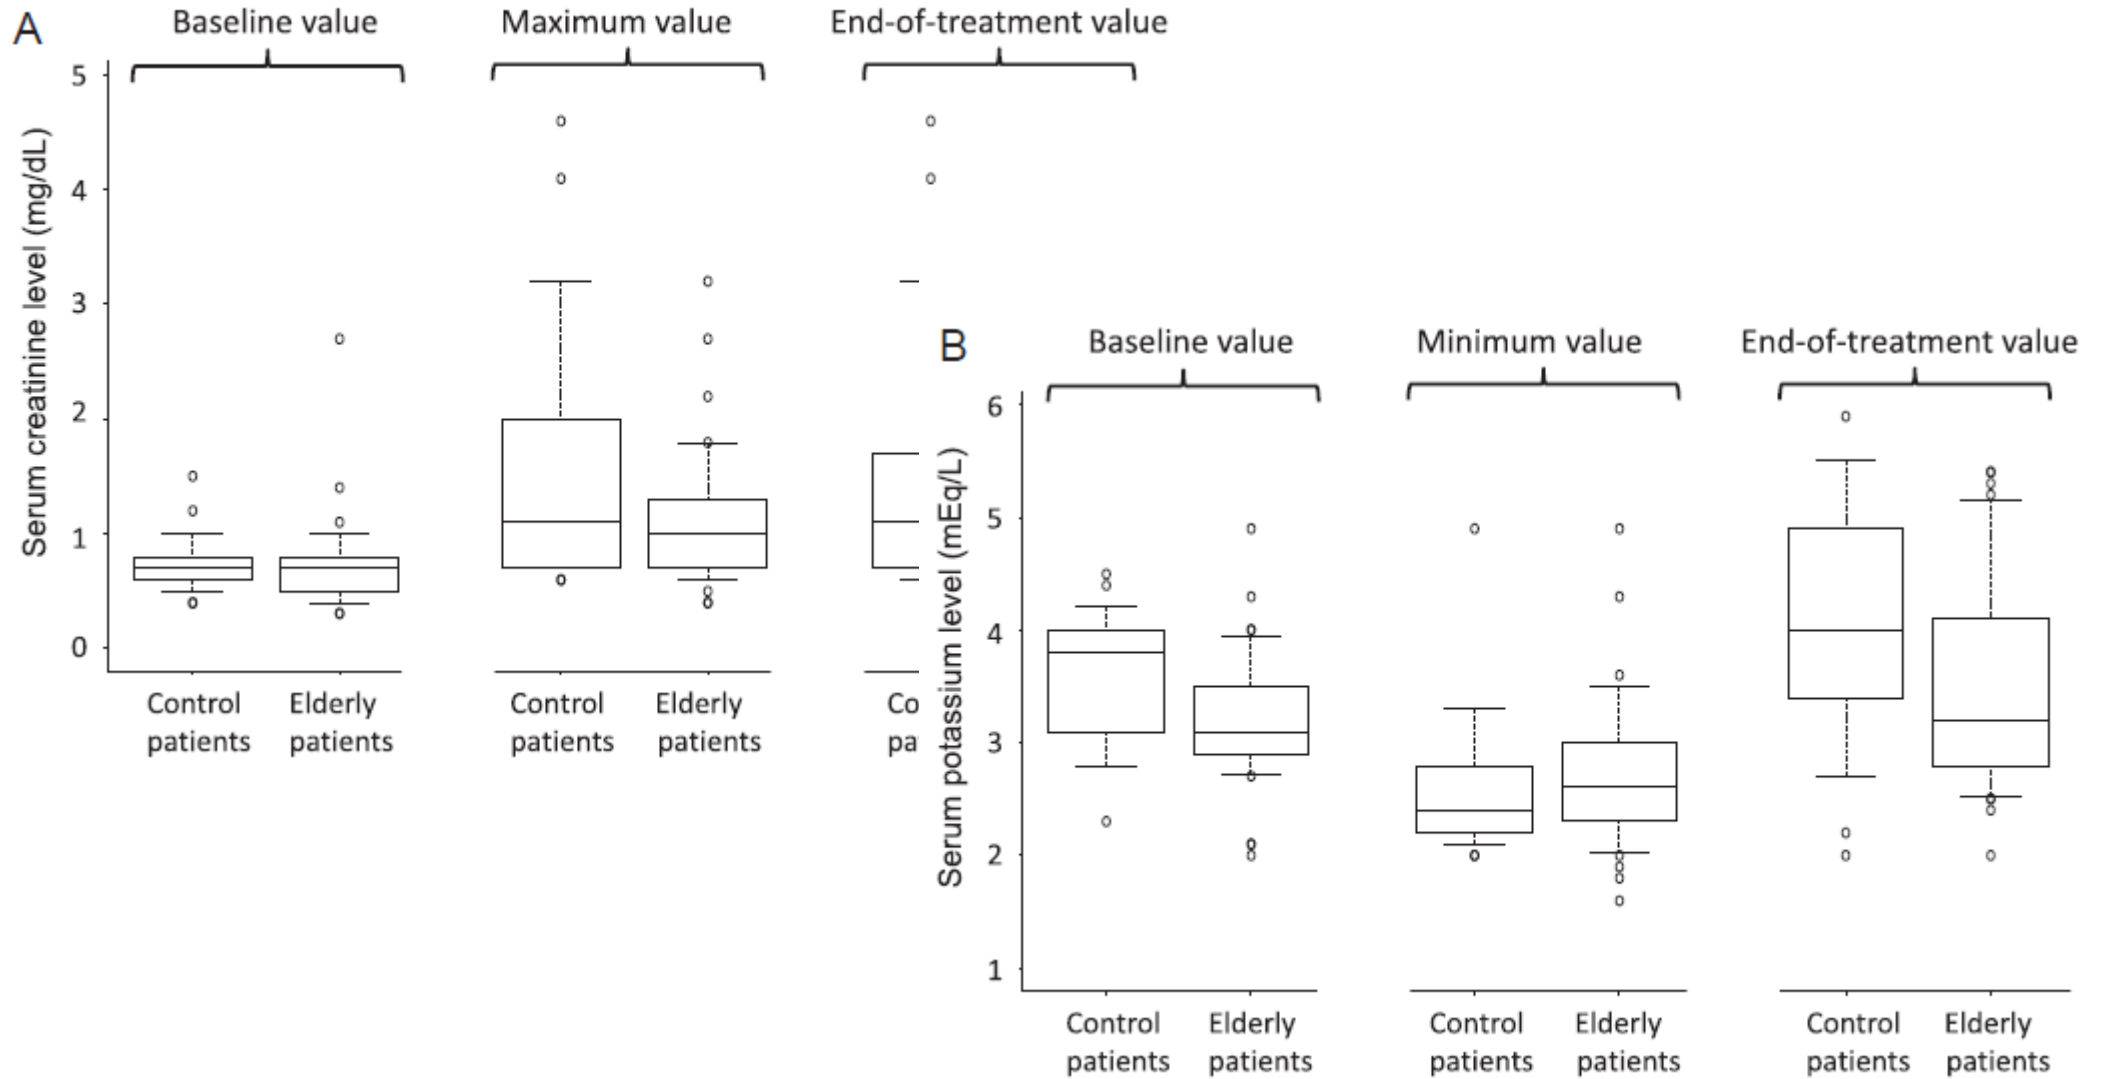 A
Baseline value
Maximum value
End-of-treatment value
Serum creatinine level (mg/dL)
5
4
3
2
1
0
Control
patients
Elderly
patients
Control
patients
Elderly
patients
Co
pa
B
Baseline value
Minimum value
End-of-treatment value
Serum potassium level (mEq/L)
6
5
4
3
2
1
Control
patients
Elderly
patients
Control
patients
Elderly
patients
Control
patients
Elderly
patients